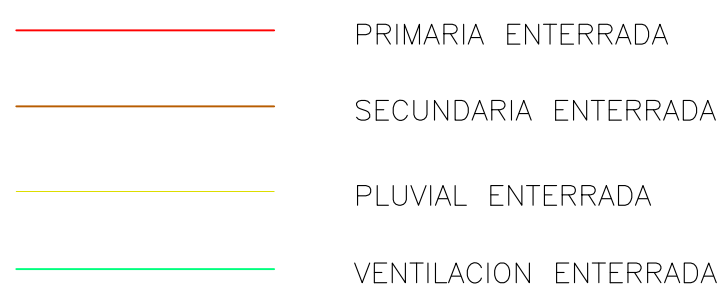 PRIMARIA ENTERRADA
SECUNDARIA ENTERRADA
PLUVIAL ENTERRADA
VENTILACION ENTERRADA